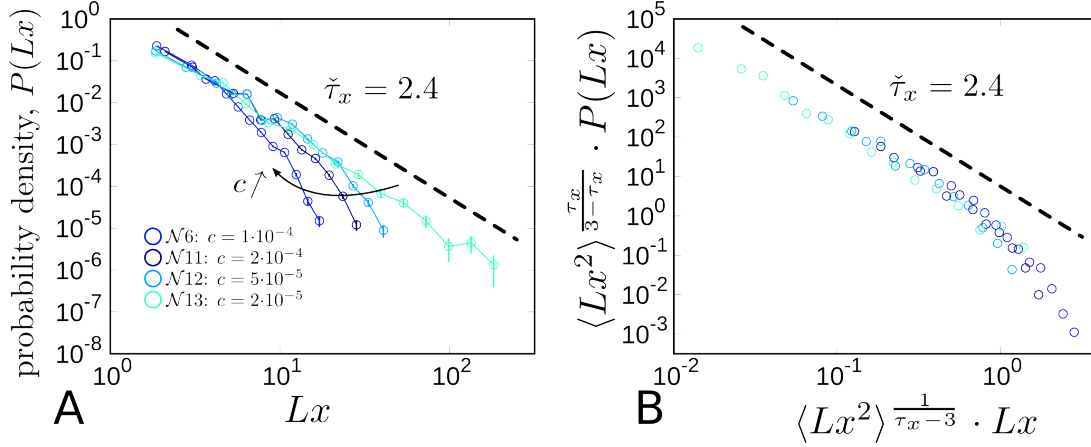 10^0
10^-1
10^-2
10^-3
10^-4
10^-5
10^-6
10^-7
10^-8
probability density, P(Lx)
τ̌_x = 2.4
c↗
𝒩6: c = 1·10^-4
𝒩11: c = 2·10^-4
𝒩12: c = 5·10^-5
𝒩13: c = 2·10^-5
10^0 10^1 10^2
A Lx
10^5
10^4
10^3
10^2
10^1
10^0
10^-1
10^-2
10^-3
⟨Lx^2⟩^(τ_x/(3−τ_x)) · P(Lx)
τ̌_x = 2.4
10^-2 10^-1 10^0
B ⟨Lx^2⟩^(1/(τ_x−3)) · Lx